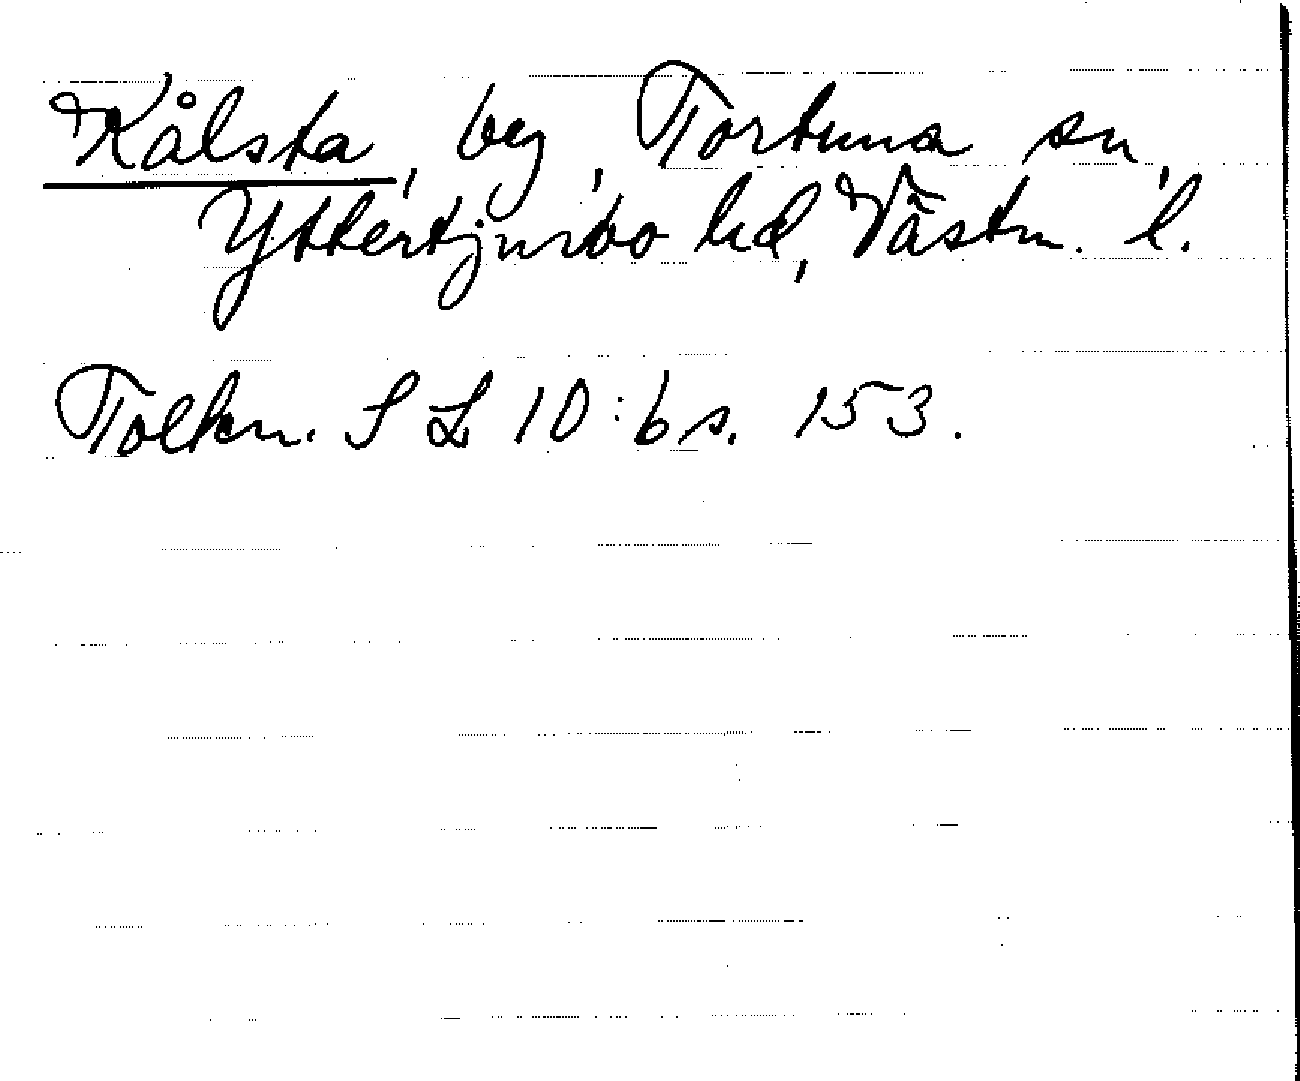 Kålsta, by, Tortuna sn,
Yttertjurbo hd, Västm. l.
Tolkn. SL 10:6 s. 153.